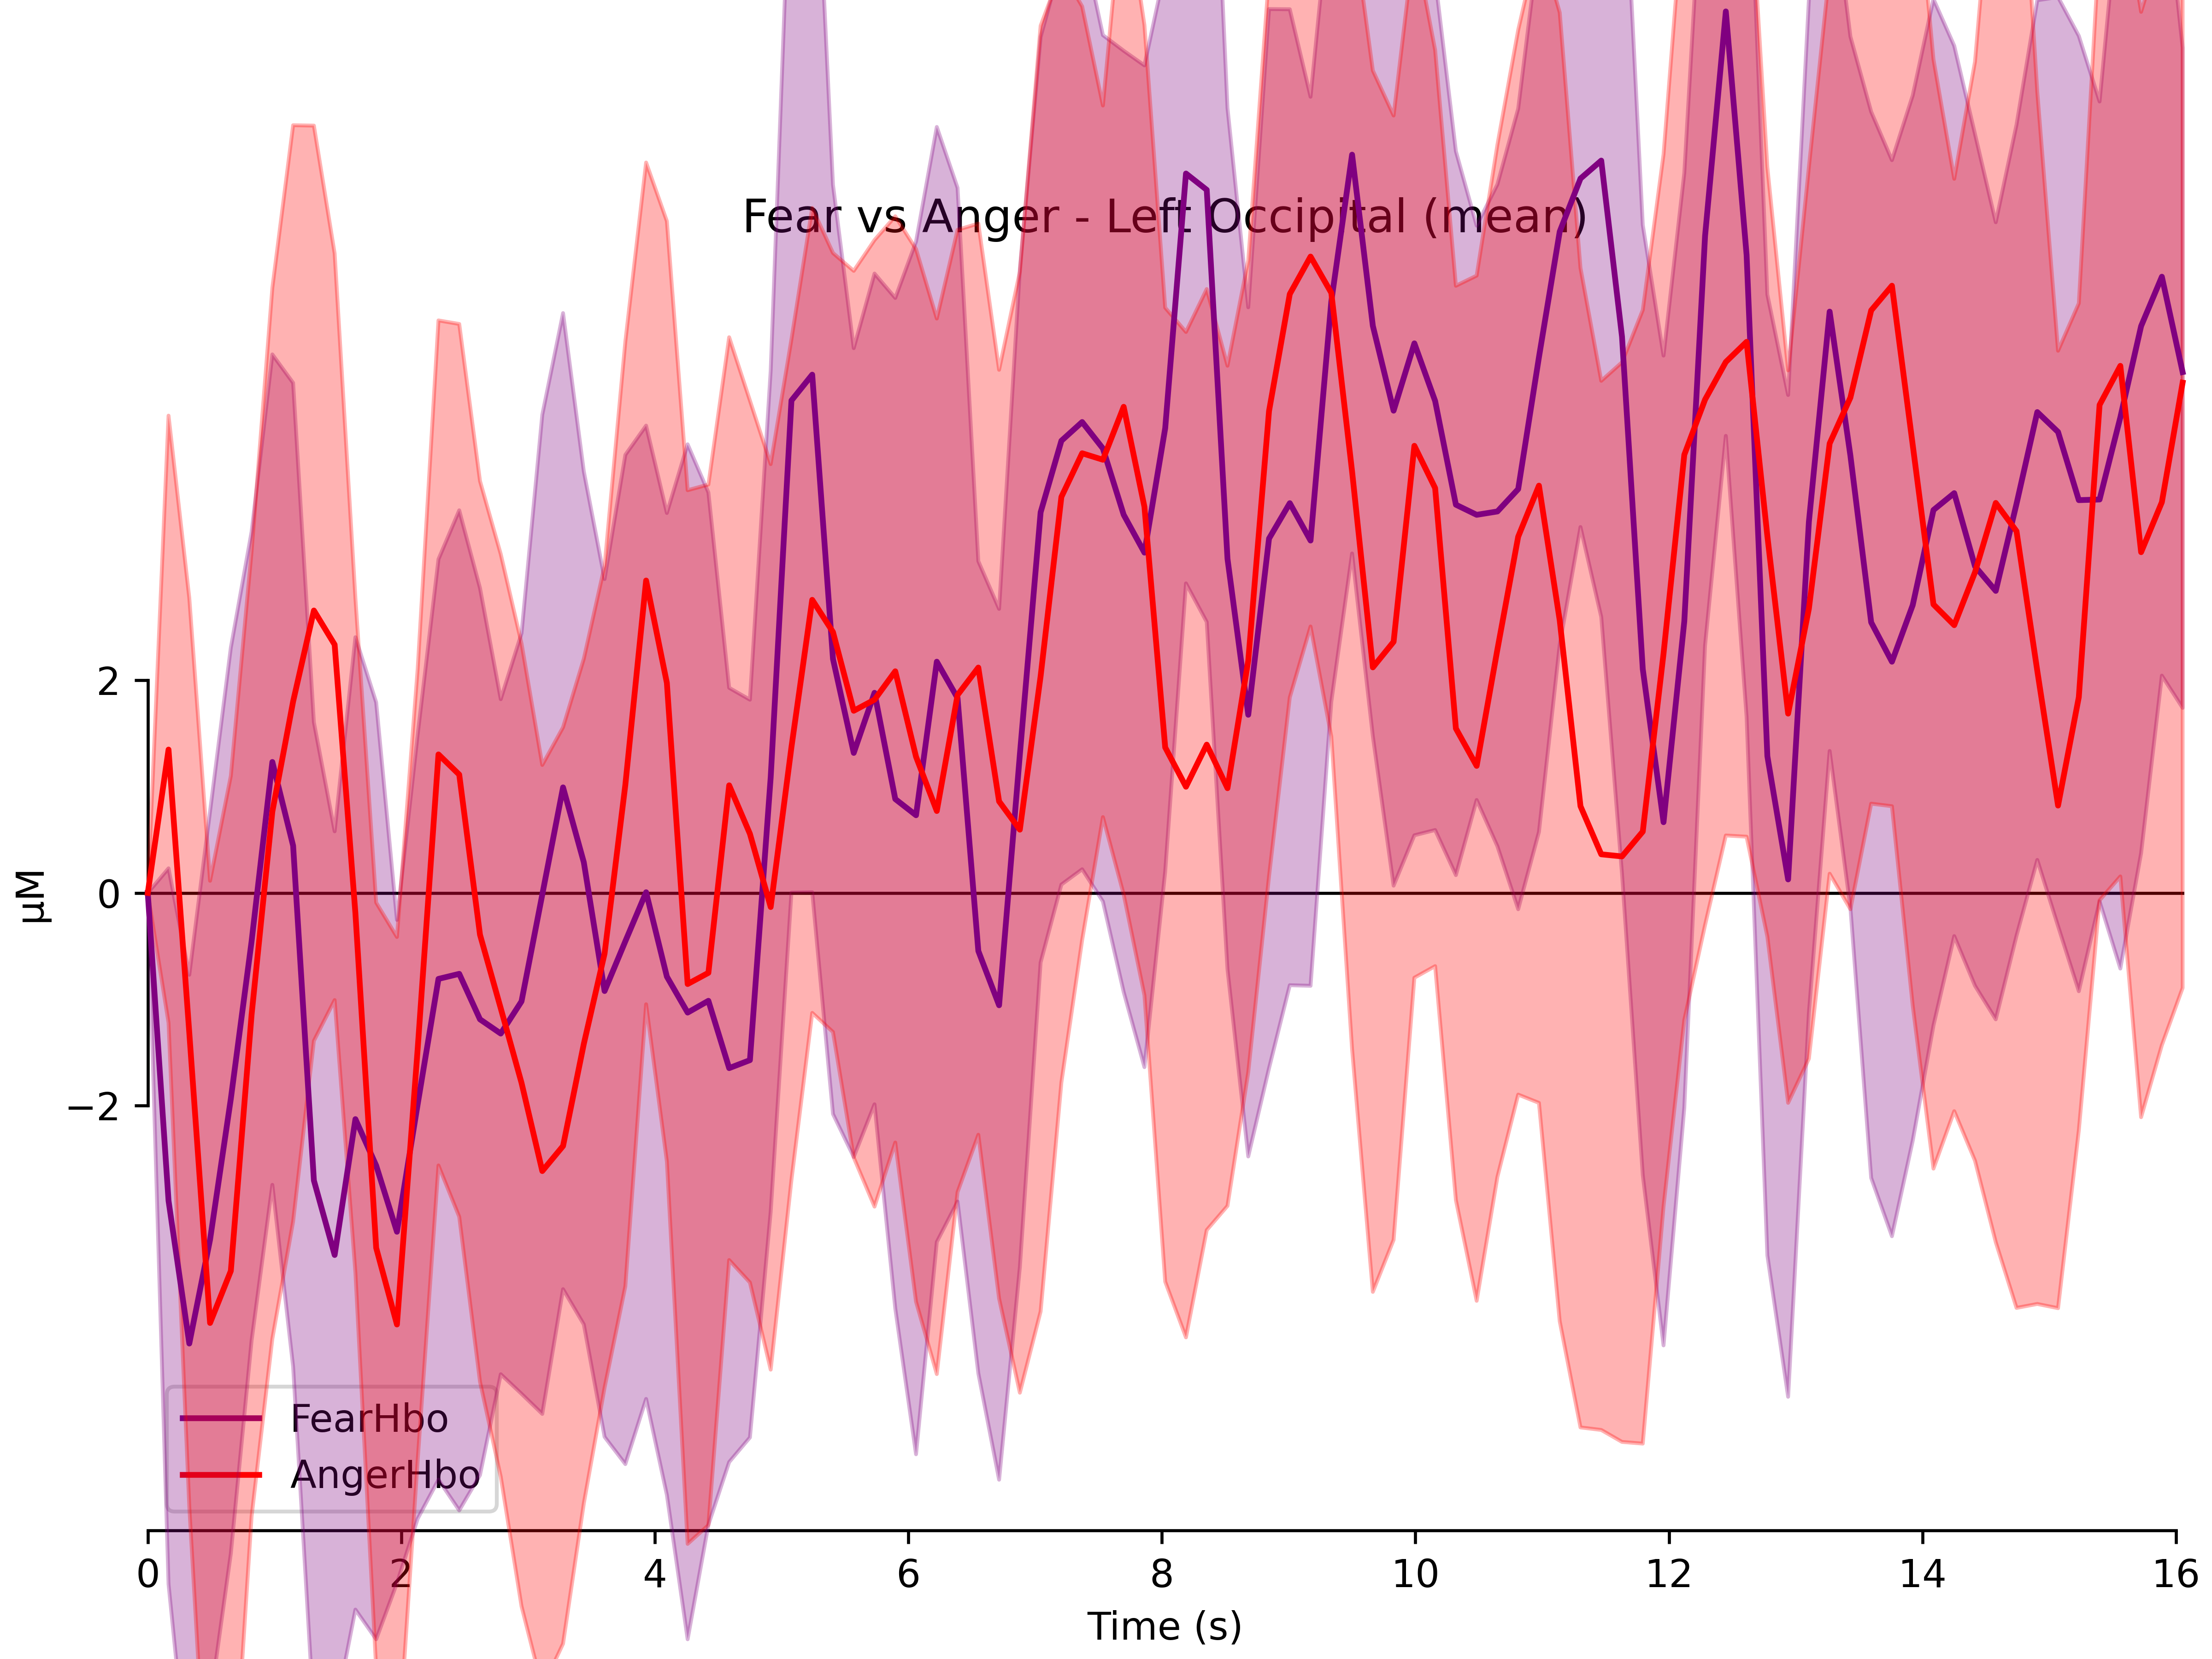 Fear vs Anger - Left Occipital (mean)
2
0
−2
µM
FearHbo
AngerHbo
0 2 4 6 8 10 12 14 16
Time (s)